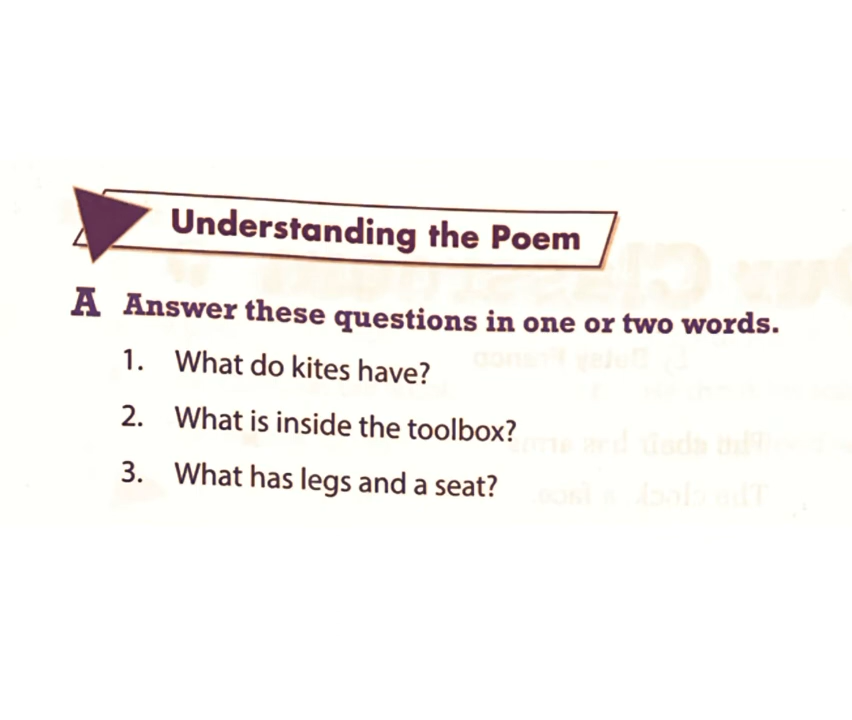 Understanding the Poem
A Answer these questions in one or two words.
1. What do kites have?
2. What is inside the toolbox?
3. What has legs and a seat?